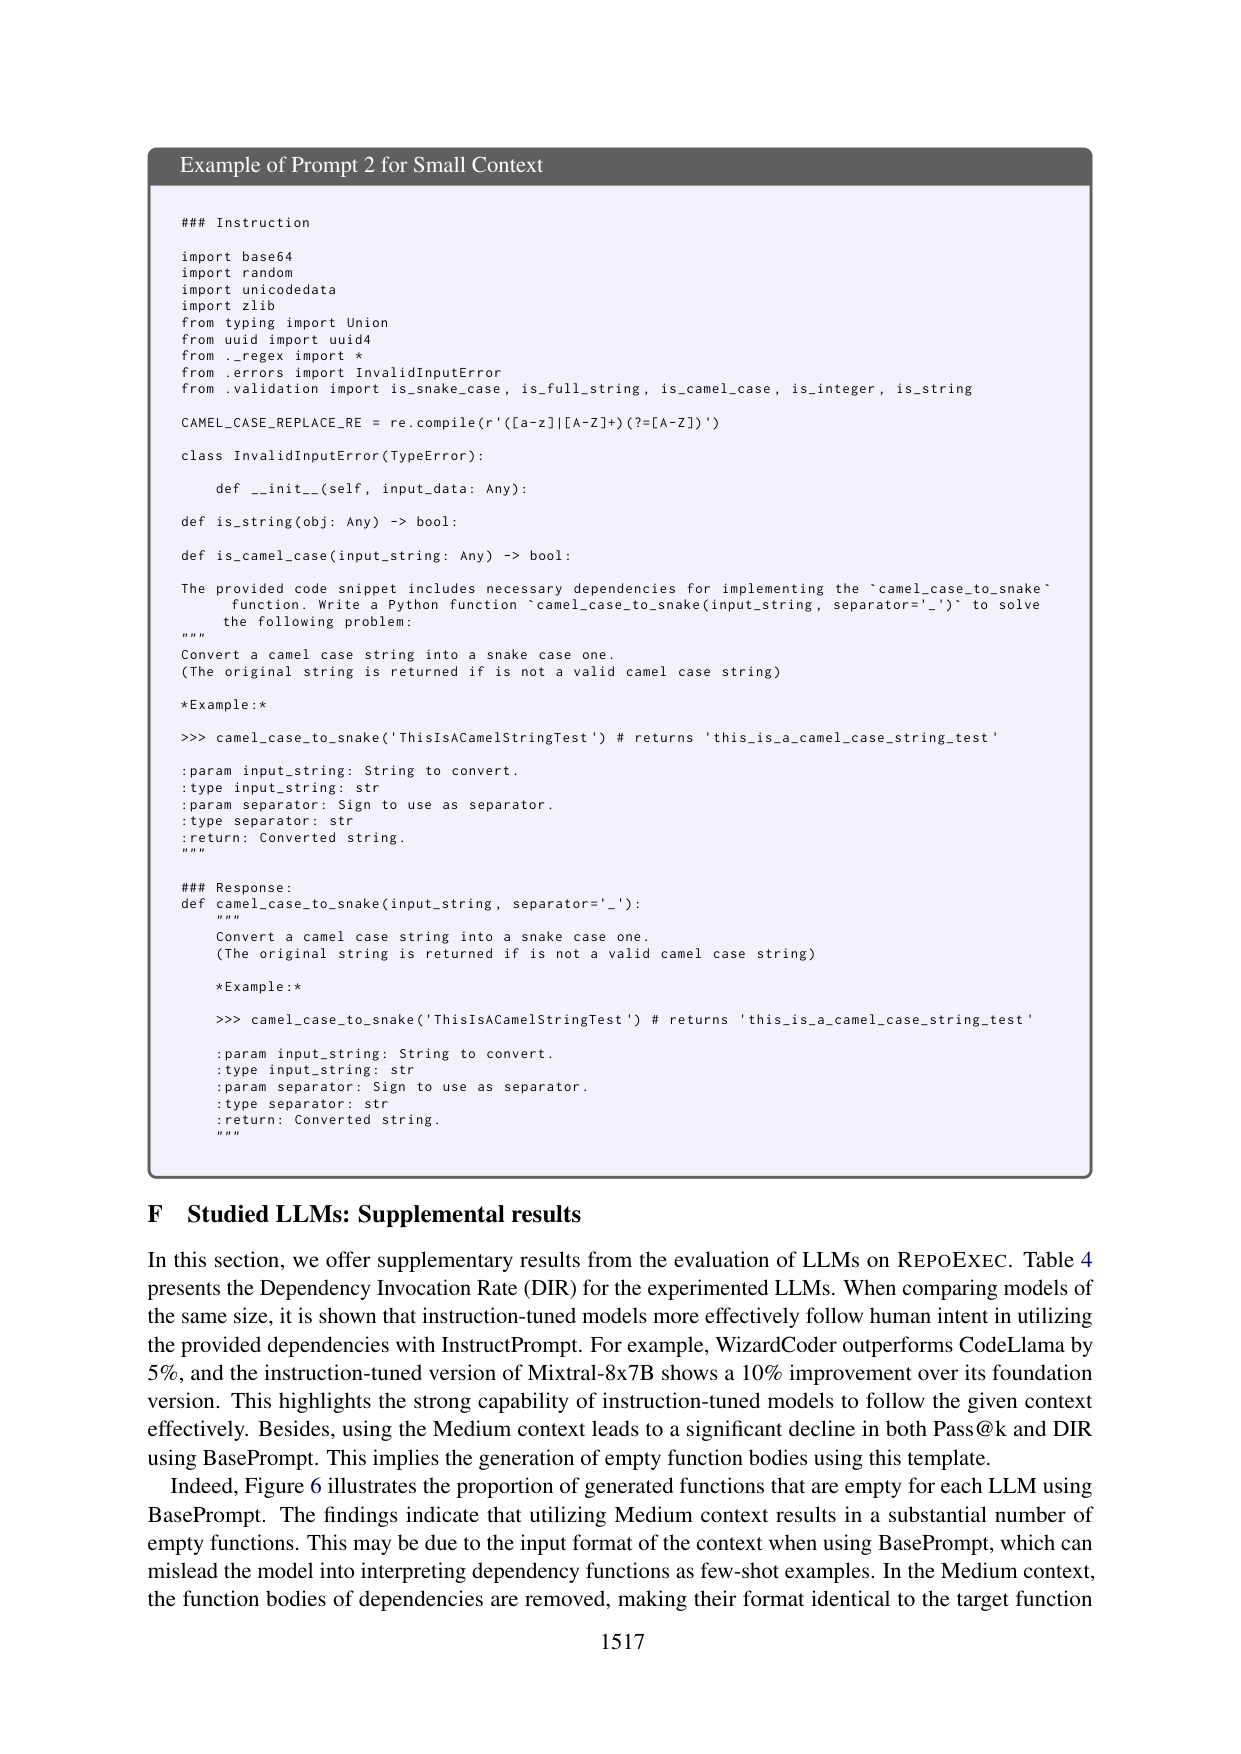 Example of Prompt 2 for Small Context
### Instruction
import base64
import random
import unicodedata
import zlib
from typing import Union
from uuid import uuid4
from ._regex import *
from .errors import InvalidInputError
from .validation import is_snake_case, is_full_string, is_camel_case, is_integer, is_string
CAMEL_CASE_REPLACE_RE = re.compile(r'([a-z]|[A-Z]+)(?=[A-Z])')
class InvalidInputError(TypeError):
    def __init__(self, input_data: Any):
def is_string(obj: Any) -> bool:
def is_camel_case(input_string: Any) -> bool:
The provided code snippet includes necessary dependencies for implementing the `camel_case_to_snake`
function. Write a Python function `camel_case_to_snake(input_string, separator='_')` to solve
the following problem:
"""
Convert a camel case string into a snake case one.
(The original string is returned if is not a valid camel case string)
*Example:*
>>> camel_case_to_snake('ThisIsACamelStringTest') # returns 'this_is_a_camel_case_string_test'
:param input_string: String to convert.
:type input_string: str
:param separator: Sign to use as separator.
:type separator: str
:return: Converted string.
"""
### Response:
def camel_case_to_snake(input_string, separator='_'):
    """
    Convert a camel case string into a snake case one.
    (The original string is returned if is not a valid camel case string)
    *Example:*
    >>> camel_case_to_snake('ThisIsACamelStringTest') # returns 'this_is_a_camel_case_string_test'
    :param input_string: String to convert.
    :type input_string: str
    :param separator: Sign to use as separator.
    :type separator: str
    :return: Converted string.
    """
F Studied LLMs: Supplemental results
In this section, we offer supplementary results from the evaluation of LLMs on REPOEXEC. Table 4
presents the Dependency Invocation Rate (DIR) for the experimented LLMs. When comparing models of
the same size, it is shown that instruction-tuned models more effectively follow human intent in utilizing
the provided dependencies with InstructPrompt. For example, WizardCoder outperforms CodeLlama by
5%, and the instruction-tuned version of Mixtral-8x7B shows a 10% improvement over its foundation
version. This highlights the strong capability of instruction-tuned models to follow the given context
effectively. Besides, using the Medium context leads to a significant decline in both Pass@k and DIR
using BasePrompt. This implies the generation of empty function bodies using this template.
Indeed, Figure 6 illustrates the proportion of generated functions that are empty for each LLM using
BasePrompt. The findings indicate that utilizing Medium context results in a substantial number of
empty functions. This may be due to the input format of the context when using BasePrompt, which can
mislead the model into interpreting dependency functions as few-shot examples. In the Medium context,
the function bodies of dependencies are removed, making their format identical to the target function
1517